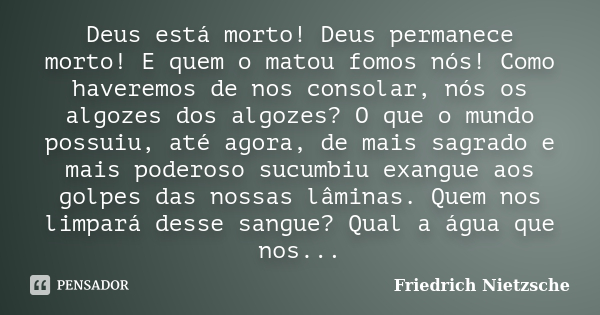 Deus está morto! Deus permanece
morto! E quem o matou fomos nós! Como
haveremos de nos consolar, nós os
algozes dos algozes? O que o mundo
possuiu, até agora, de mais sagrado e
mais poderoso sucumbiu exangue aos
golpes das nossas lâminas. Quem nos
limpará desse sangue? Qual a água que
nos...
PENSADOR
Friedrich Nietzsche